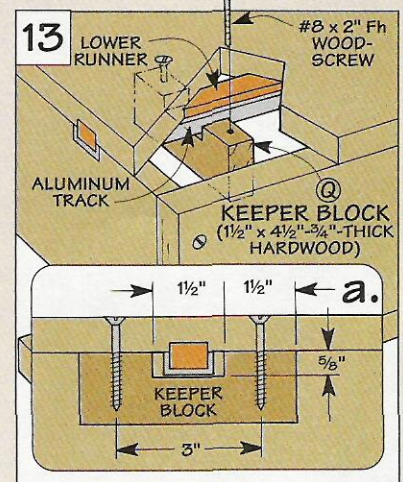 13
LOWER
RUNNER
#8 x 2" Fh
WOOD-
SCREW
ALUMINUM
TRACK
Q
KEEPER BLOCK
(1½" x 4½"-¾"-THICK
HARDWOOD)
1½"
1½"
a.
⅝"
KEEPER
BLOCK
3"